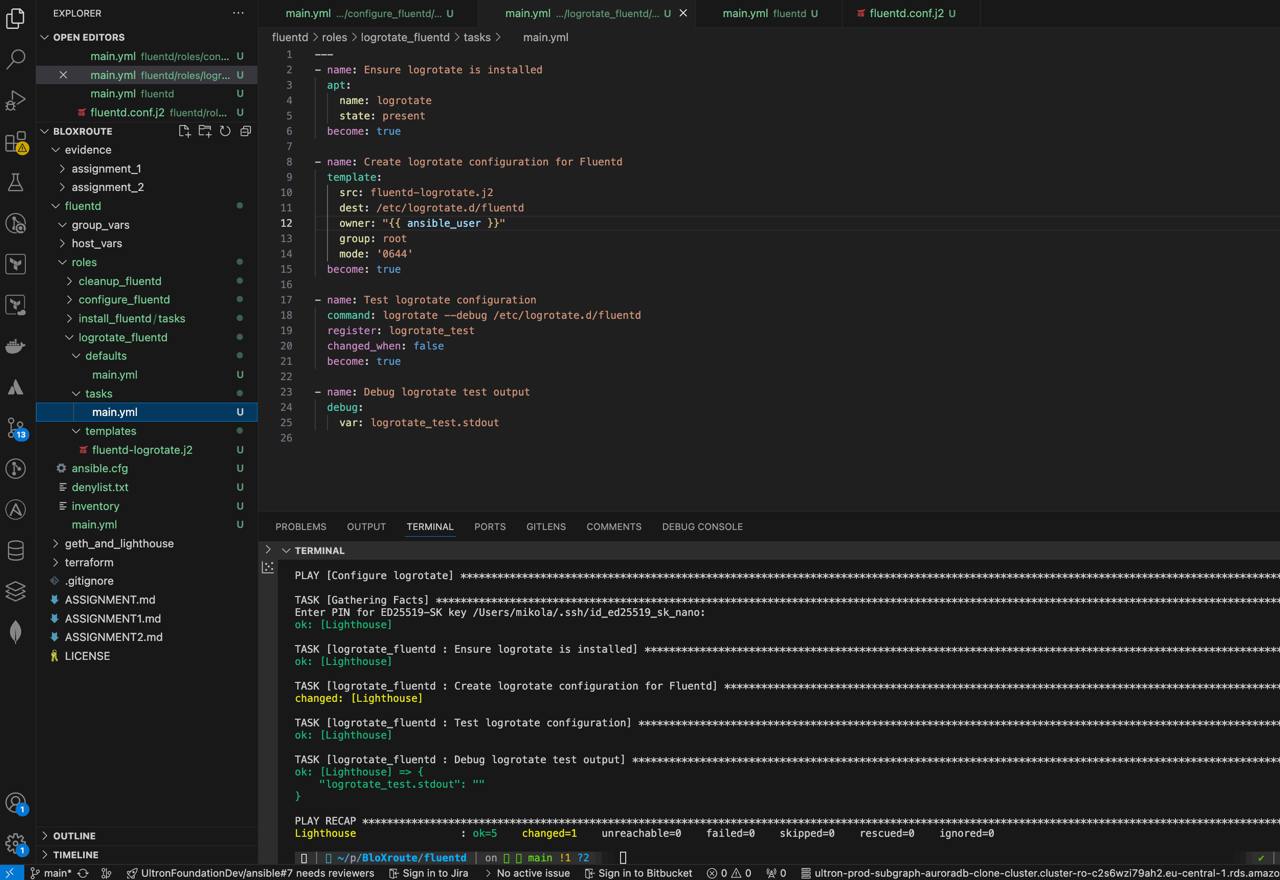 EXPLORER
OPEN EDITORS
main.yml fluentd/roles/con... U
main.yml fluentd/roles/logr... U
main.yml fluentd U
fluentd.conf.j2 fluentd/rol... U
BLOXROUTE
evidence
assignment_1
assignment_2
fluentd
group_vars
host_vars
roles
cleanup_fluentd
configure_fluentd
install_fluentd / tasks
logrotate_fluentd
defaults
main.yml U
tasks
main.yml U
templates
fluentd-logrotate.j2 U
ansible.cfg U
denylist.txt U
inventory U
main.yml U
geth_and_lighthouse
terraform
.gitignore
ASSIGNMENT.md
ASSIGNMENT1.md
ASSIGNMENT2.md
LICENSE
OUTLINE
TIMELINE
13
1
1
main.yml .../configure_fluentd/... U
main.yml .../logrotate_fluentd/... U
main.yml fluentd U
fluentd.conf.j2 U
fluentd > roles > logrotate_fluentd > tasks > main.yml
1 ---
2 - name: Ensure logrotate is installed
3 apt:
4 name: logrotate
5 state: present
6 become: true
7
8 - name: Create logrotate configuration for Fluentd
9 template:
10 src: fluentd-logrotate.j2
11 dest: /etc/logrotate.d/fluentd
12 owner: "{{ ansible_user }}"
13 group: root
14 mode: '0644'
15 become: true
16
17 - name: Test logrotate configuration
18 command: logrotate --debug /etc/logrotate.d/fluentd
19 register: logrotate_test
20 changed_when: false
21 become: true
22
23 - name: Debug logrotate test output
24 debug:
25 var: logrotate_test.stdout
26
PROBLEMS OUTPUT TERMINAL PORTS GITLENS COMMENTS DEBUG CONSOLE
TERMINAL
PLAY [Configure logrotate] ****
TASK [Gathering Facts] ****
Enter PIN for ED25519-SK key /Users/mikola/.ssh/id_ed25519_sk_nano:
ok: [Lighthouse]
TASK [logrotate_fluentd : Ensure logrotate is installed] ****
ok: [Lighthouse]
TASK [logrotate_fluentd : Create logrotate configuration for Fluentd] ****
changed: [Lighthouse]
TASK [logrotate_fluentd : Test logrotate configuration] ****
ok: [Lighthouse]
TASK [logrotate_fluentd : Debug logrotate test output] ****
ok: [Lighthouse] => {
"logrotate_test.stdout": ""
}
PLAY RECAP ****
Lighthouse : ok=5 changed=1 unreachable=0 failed=0 skipped=0 rescued=0 ignored=0
~/p/BloXroute/fluentd | on main !1 ?2
main* UltronFoundationDev/ansible#7 needs reviewers Sign in to Jira No active issue Sign in to Bitbucket 0 0 0 ultron-prod-subgraph-auroradb-clone-cluster.cluster-ro-c2s6wzi79ah2.eu-central-1.rds.amazo